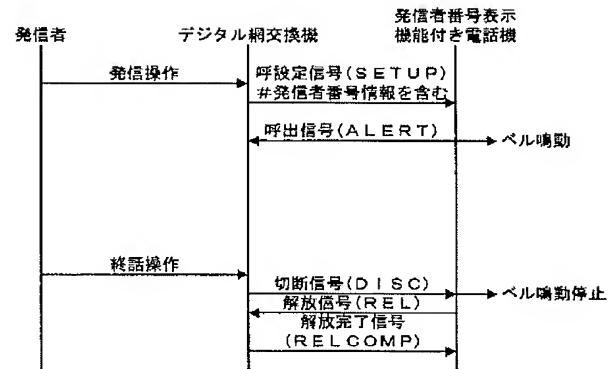 発信者
デジタル網交換機
発信者番号表示
機能付き電話機
発信操作
呼設定信号(SETUP)
#発信者番号情報を含む
呼出信号(ALERT)
ベル鳴動
終話操作
切断信号(DISC)
ベル鳴動停止
解放信号(REL)
解放完了信号
(RELCOMP)